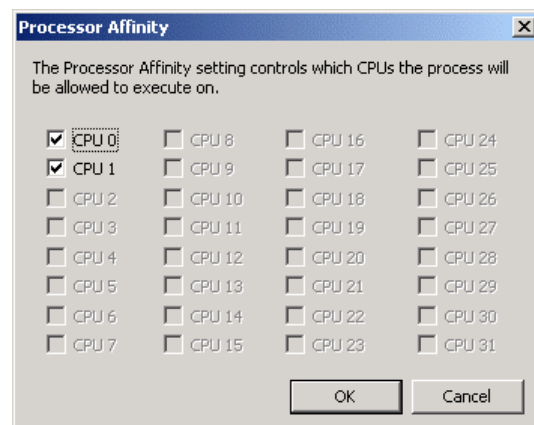 Processor Affinity
The Processor Affinity setting controls which CPUs the process will
be allowed to execute on.
CPU 0 CPU 8 CPU 16 CPU 24
CPU 1 CPU 9 CPU 17 CPU 25
CPU 2 CPU 10 CPU 18 CPU 26
CPU 3 CPU 11 CPU 19 CPU 27
CPU 4 CPU 12 CPU 20 CPU 28
CPU 5 CPU 13 CPU 21 CPU 29
CPU 6 CPU 14 CPU 22 CPU 30
CPU 7 CPU 15 CPU 23 CPU 31
OK Cancel